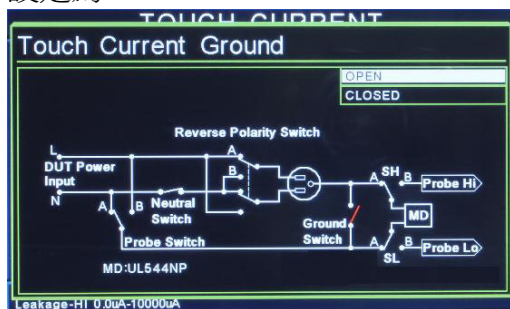 TOUCH CURRENT
Touch Current Ground
OPEN
CLOSED
Reverse Polarity Switch
L
DUT Power
Input
N
A
B
A
Neutral
Switch
Probe Switch
Ground
Switch
A
SH
B
Probe Hi
MD
A
B
Probe Lo
SL
MD:UL544NP
Leakage-HI 0.0uA-10000uA